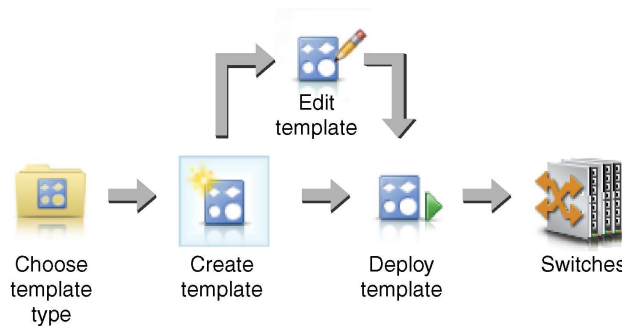 Edit
template
Choose
template
type
Create
template
Deploy
template
Switches